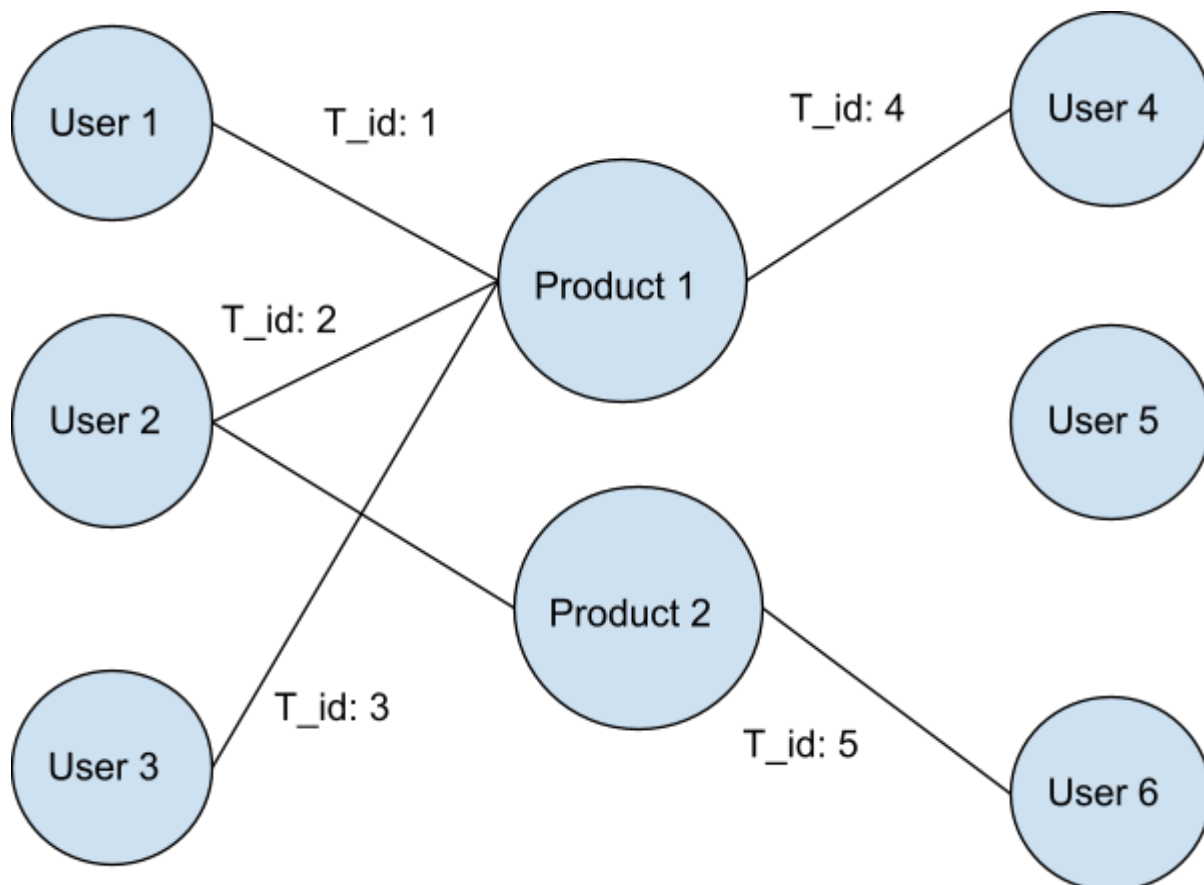 User 1
T_id: 1
T_id: 4
User 4
Product 1
T_id: 2
User 2
User 5
Product 2
T_id: 3
User 3
T_id: 5
User 6